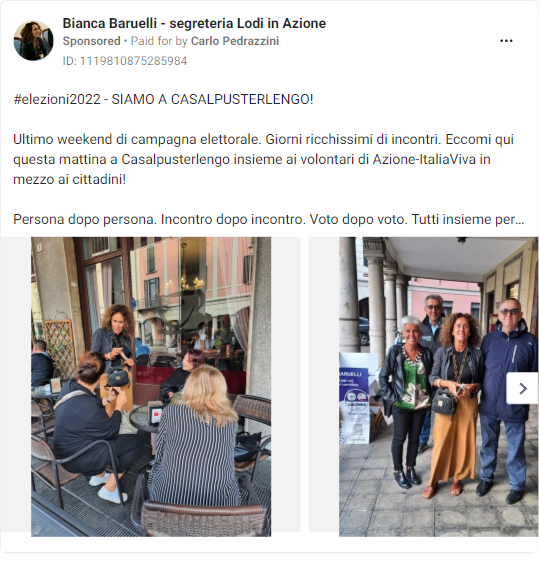 Bianca Baruelli - segreteria Lodi in Azione
Sponsored • Paid for by Carlo Pedrazzini
ID: 1119810875285984
#elezioni2022 - SIAMO A CASALPUSTERLENGO!
Ultimo weekend di campagna elettorale. Giorni ricchissimi di incontri. Eccomi qui
questa mattina a Casalpusterlengo insieme ai volontari di Azione-ItaliaViva in
mezzo ai cittadini!
Persona dopo persona. Incontro dopo incontro. Voto dopo voto. Tutti insieme per...
BARUELLI